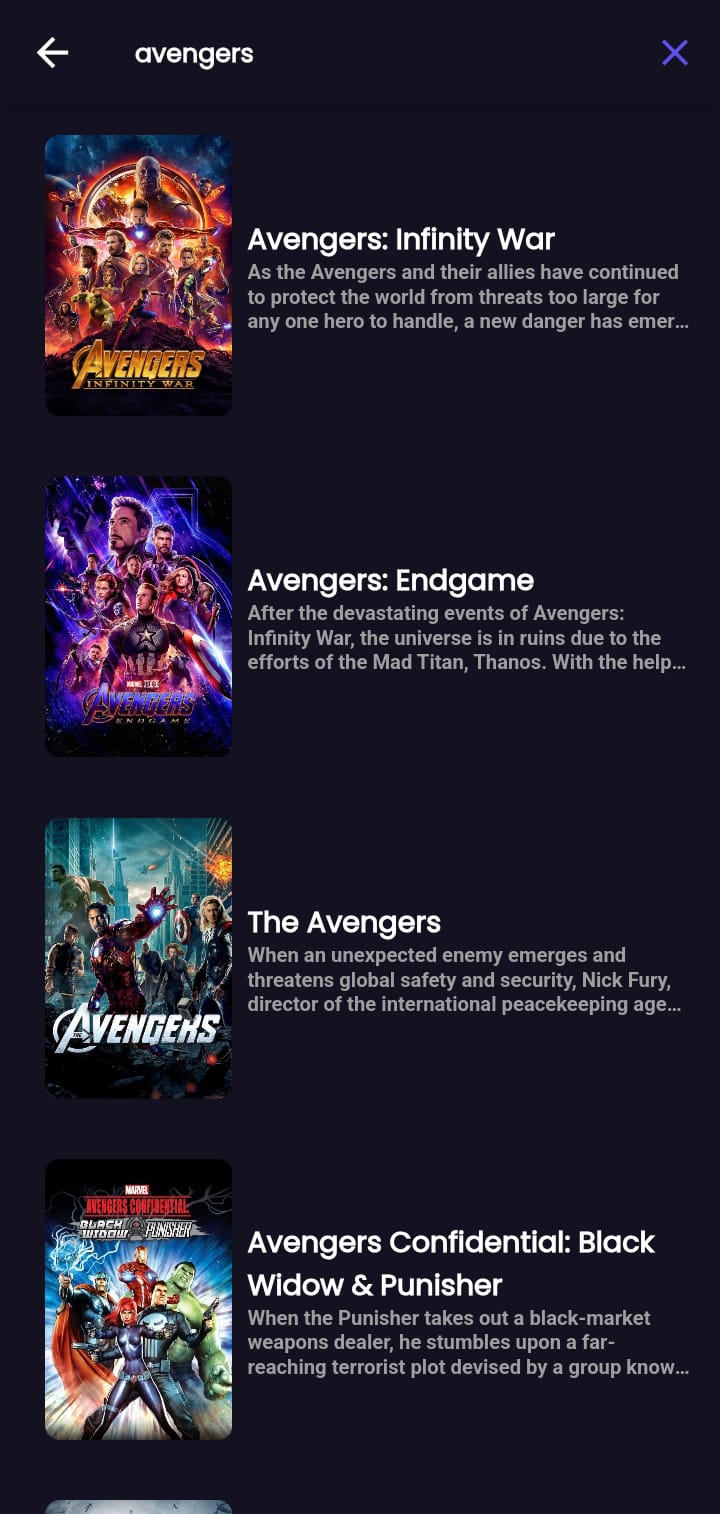 avengers
AVENGERS
INFINITY WAR
Avengers: Infinity War
As the Avengers and their allies have continued
to protect the world from threats too large for
any one hero to handle, a new danger has emer...
MARVEL STUDIOS
AVENGERS
ENDGAME
Avengers: Endgame
After the devastating events of Avengers:
Infinity War, the universe is in ruins due to the
efforts of the Mad Titan, Thanos. With the help...
THE AVENGERS
The Avengers
When an unexpected enemy emerges and
threatens global safety and security, Nick Fury,
director of the international peacekeeping age...
MARVEL
AVENGERS CONFIDENTIAL:
BLACK WIDOW & PUNISHER
Avengers Confidential: Black
Widow & Punisher
When the Punisher takes out a black-market
weapons dealer, he stumbles upon a far-
reaching terrorist plot devised by a group know...